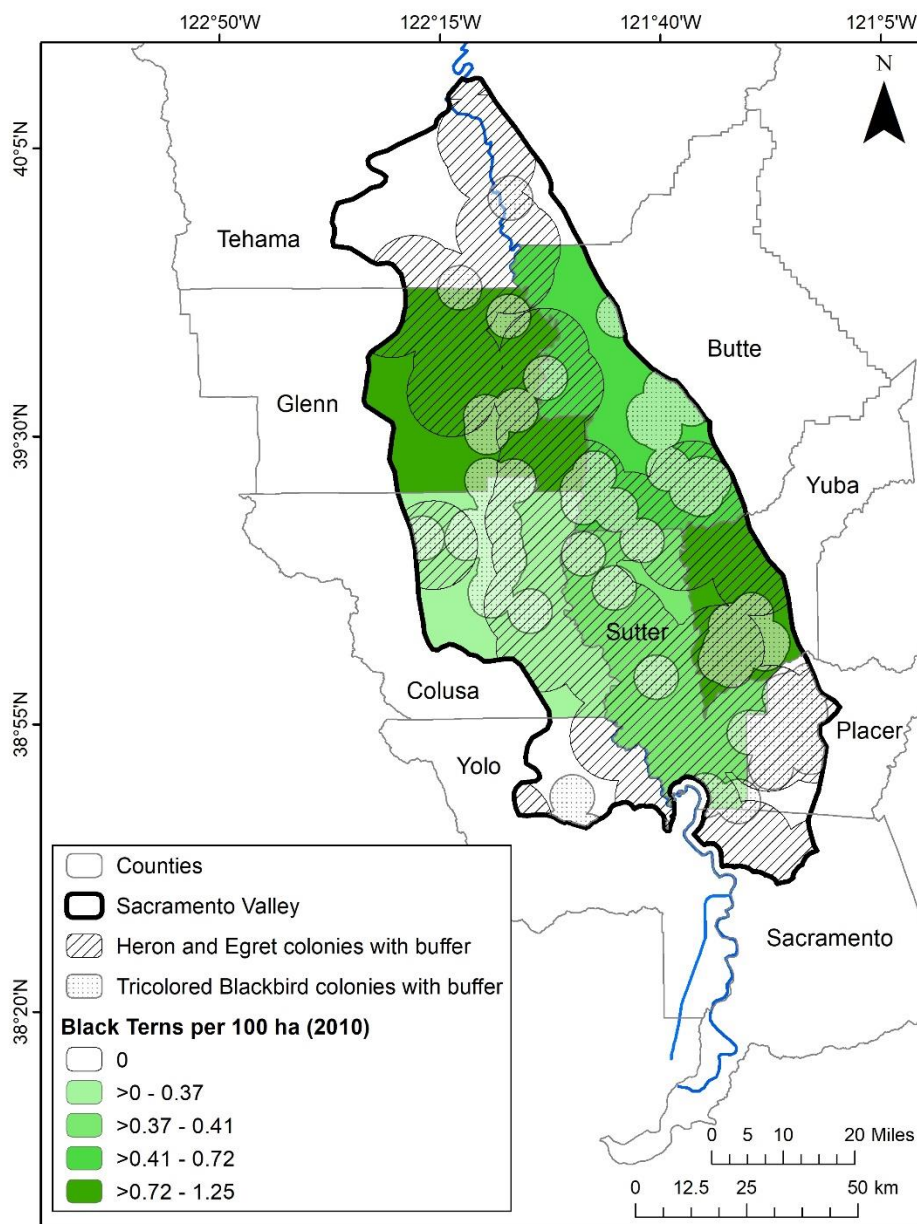 122°50'W 122°15'W 121°40'W 121°5'W
N
40°5'N
Tehama
Butte
Glenn
39°30'N
Yuba
Sutter
Colusa
38°55'N
Placer
Yolo
Counties
Sacramento Valley
Heron and Egret colonies with buffer
Sacramento
Tricolored Blackbird colonies with buffer
38°20'N
Black Terns per 100 ha (2010)
0
>0 - 0.37
>0.37 - 0.41
>0.41 - 0.72
>0.72 - 1.25
0 5 10 20 Miles
0 12.5 25 50 km